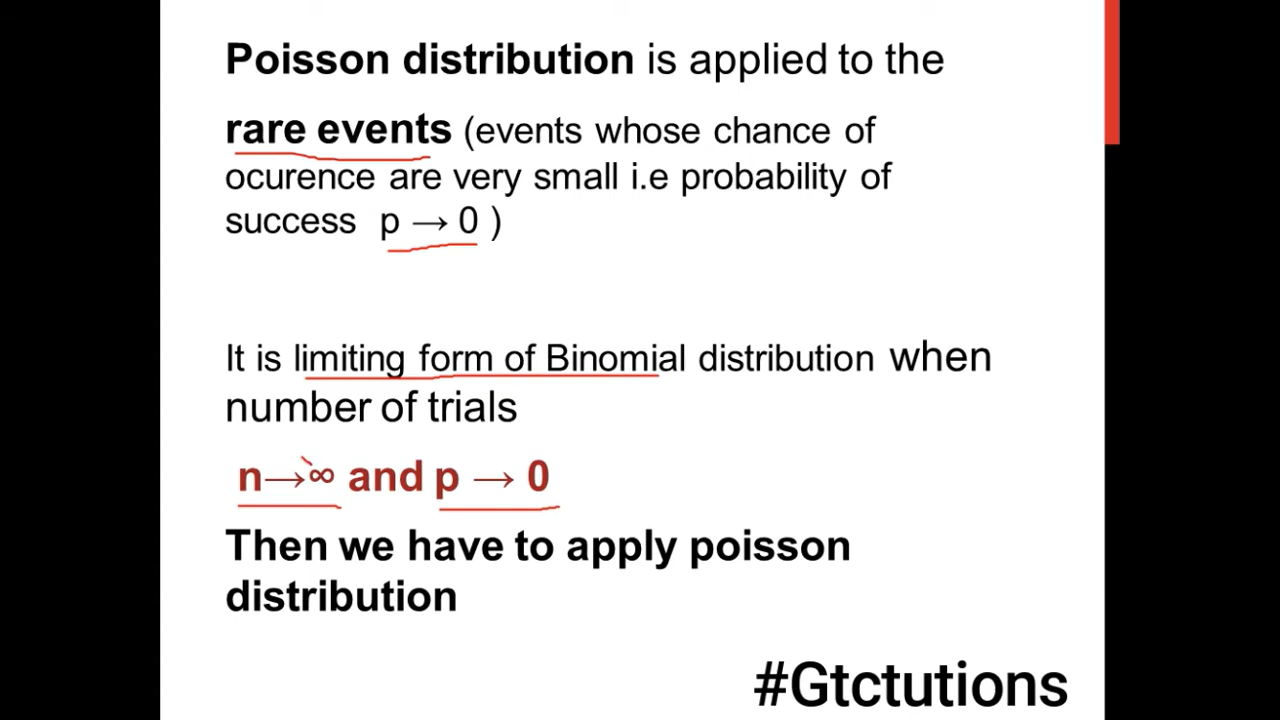 Poisson distribution is applied to the
rare events (events whose chance of
ocurence are very small i.e probability of
success p → 0 )
It is limiting form of Binomial distribution when
number of trials
n→∞ and p → 0
Then we have to apply poisson
distribution
#Gtctutions